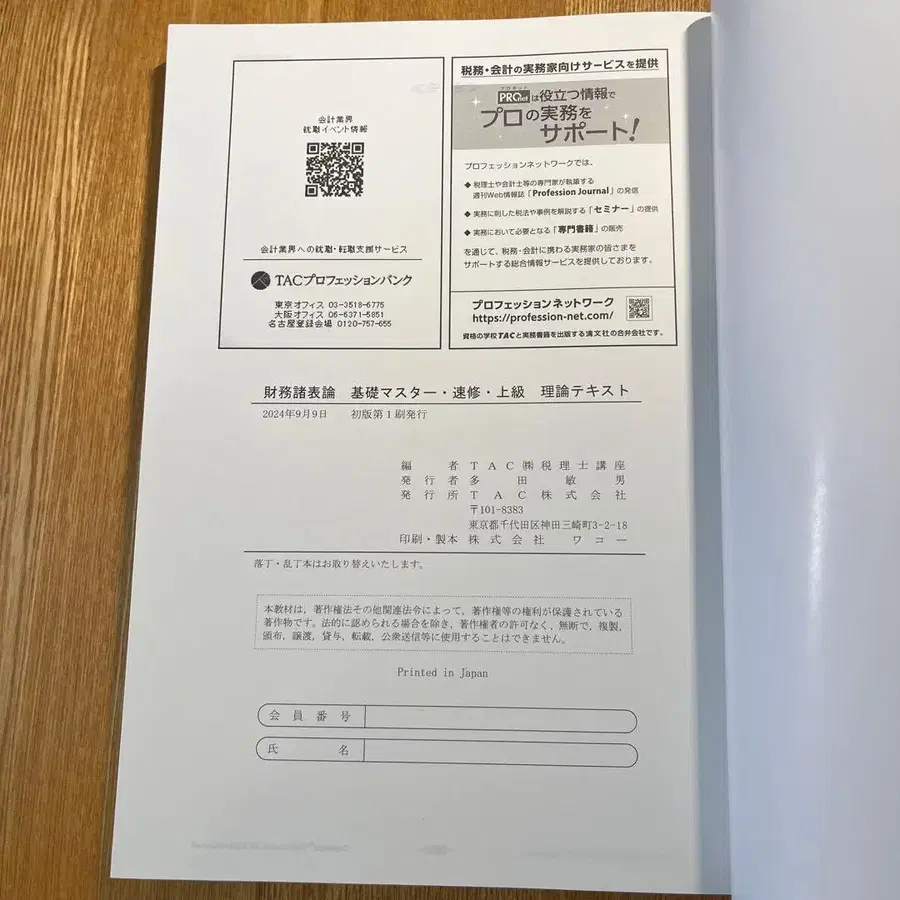 会計業界
就職イベント情報
会計業界への就職・転職支援サービス
TACプロフェッションバンク
東京オフィス 03-3518-6775
大阪オフィス 06-6371-5851
名古屋登録会場 0120-757-655
税務・会計の実務家向けサービスを提供
プロネット
PROnetは役立つ情報で
プロの実務を
サポート!
プロフェッションネットワークでは、
◆税理士や会計士等の専門家が執筆する
週刊Web情報誌「Profession Journal」の発信
◆実務に則した税法や事例を解説する「セミナー」の提供
◆実務において必要となる「専門書籍」の販売
を通じて、税務・会計に携わる実務家の皆さまを
サポートする総合情報サービスを提供しております。
プロフェッションネットワーク
https://profession-net.com/
資格の学校TACと実務書籍を出版する清文社の合弁会社です。
財務諸表論 基礎マスター・速修・上級 理論テキスト
2024年9月9日 初版第1刷発行
編者 TAC㈱税理士講座
発行者 多田敏男
発行所 TAC株式会社
〒101-8383
東京都千代田区神田三崎町3-2-18
印刷・製本 株式会社 ワコー
落丁・乱丁本はお取り替えいたします。
本教材は，著作権法その他関連法令によって，著作権等の権利が保護されている
著作物です。法的に認められる場合を除き，著作権者の許可なく，無断で，複製，
頒布，譲渡，貸与，転載，公衆送信等に使用することはできません。
Printed in Japan
会員番号
氏名